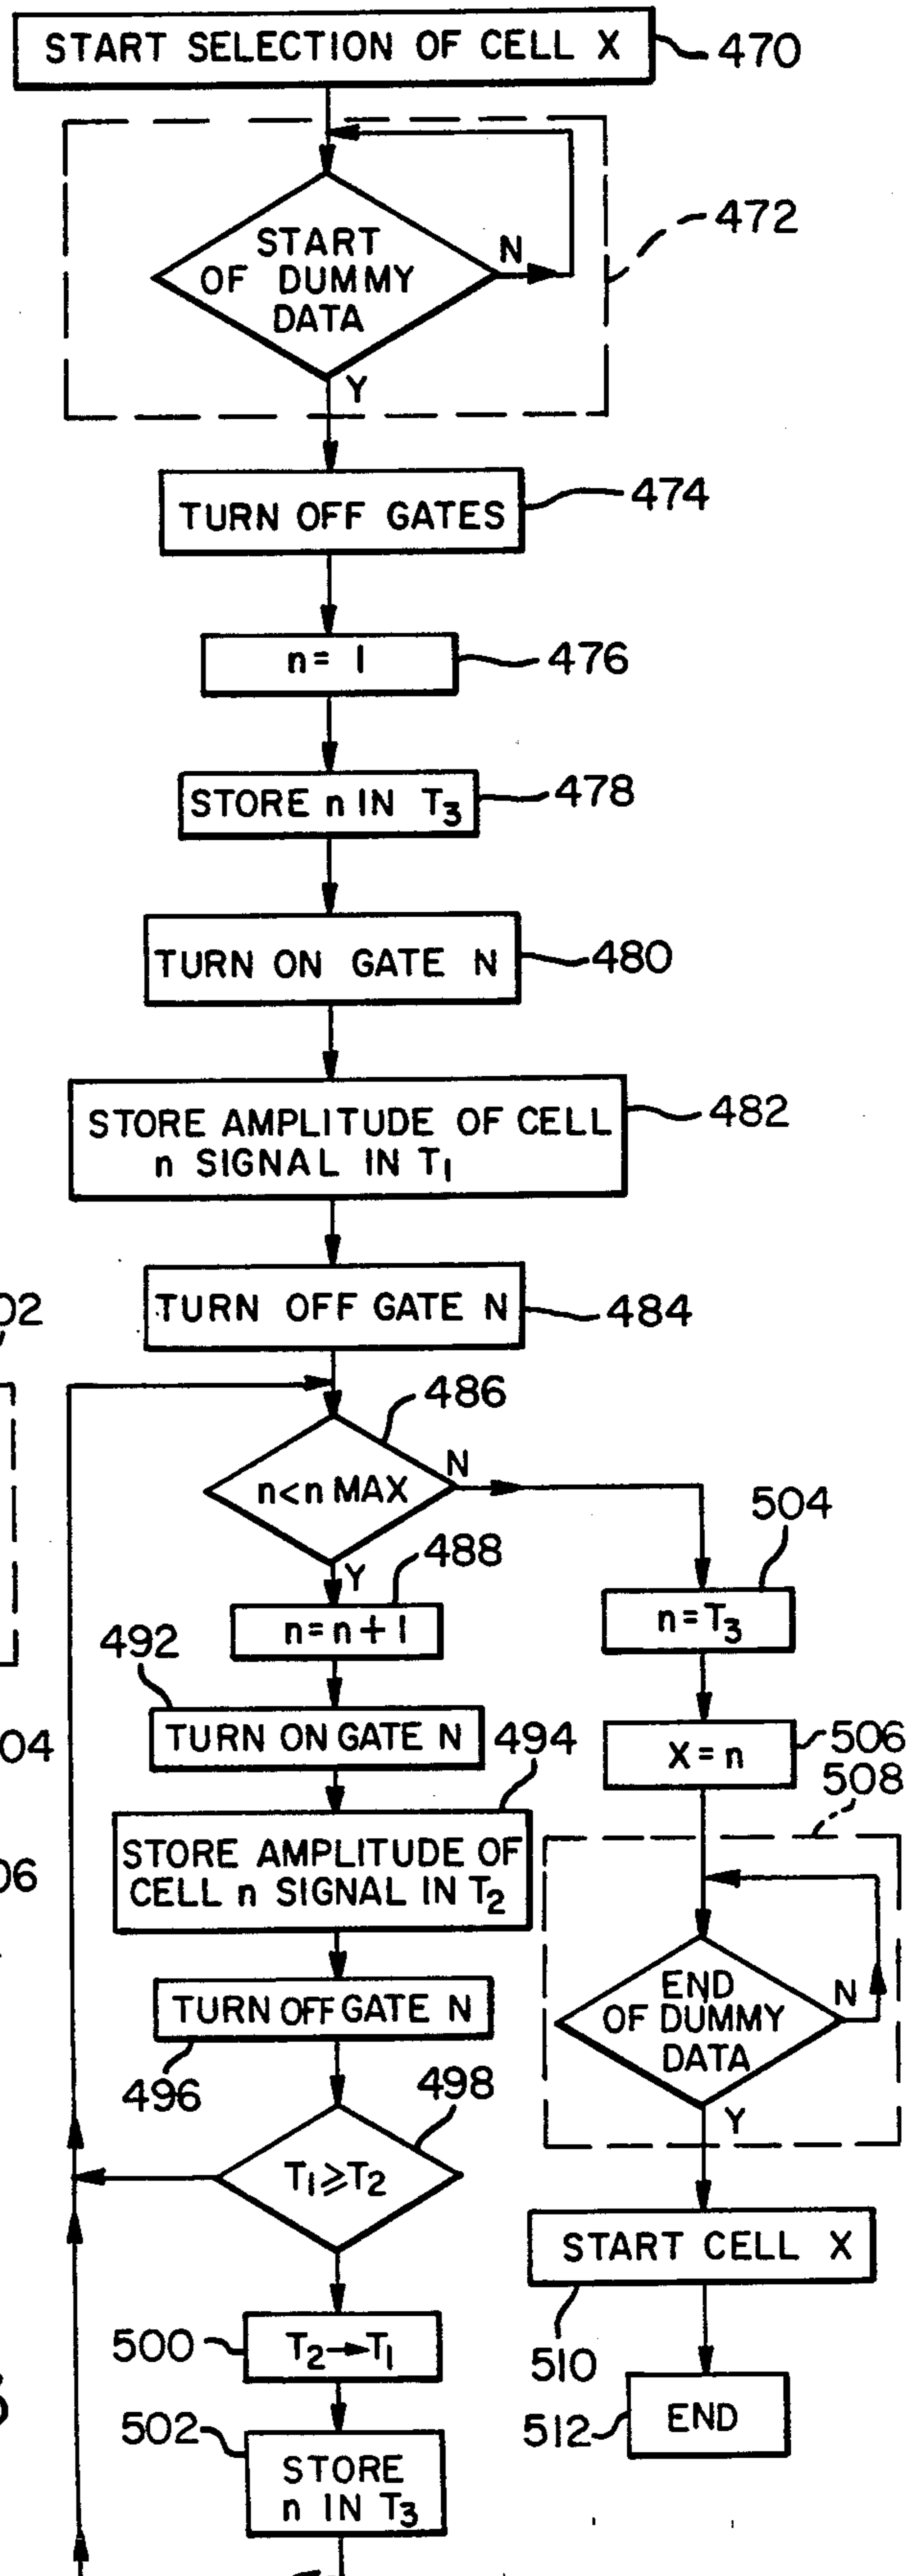 START SELECTION OF CELL X
470
472
START
OF DUMMY
DATA
N
Y
TURN OFF GATES
474
n= 1
476
STORE n IN T3
478
TURN ON GATE N
480
STORE AMPLITUDE OF CELL
n SIGNAL IN T1
482
TURN OFF GATE N
484
02
486
n<n MAX
N
Y
488
n=n+1
492
TURN ON GATE N
494
STORE AMPLITUDE OF
CELL n SIGNAL IN T2
TURN OFF GATE N
496
498
T1⩾T2
500
T2→T1
502
STORE
n IN T3
504
n=T3
506
X=n
508
END
OF DUMMY
DATA
N
Y
START CELL X
510
512
END
04
06